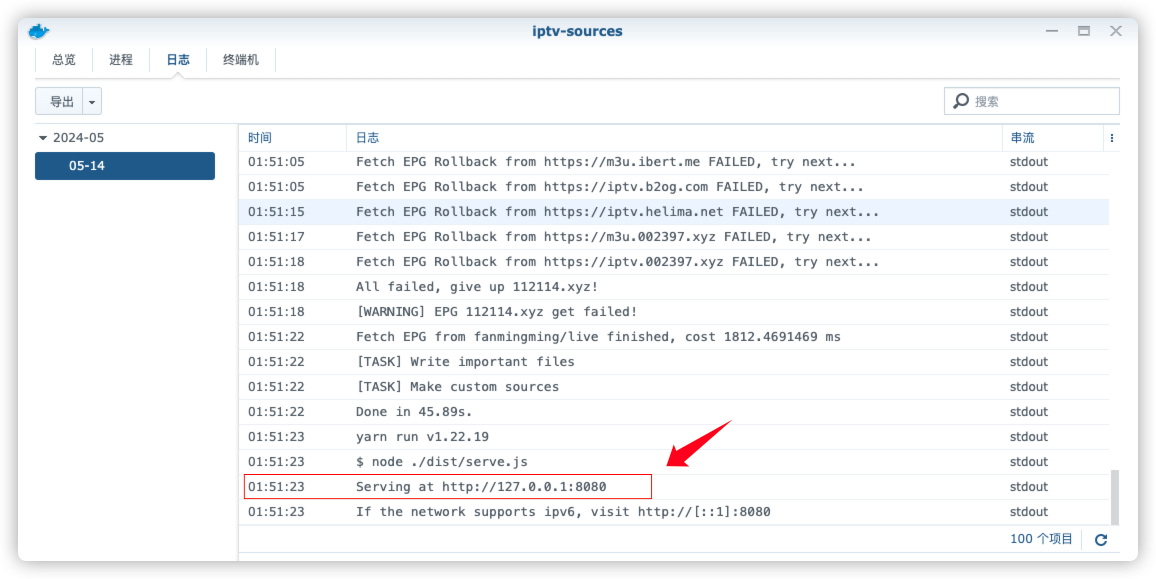 iptv-sources
总览 进程 日志 终端机
导出 搜索
2024-05
05-14
时间 日志 串流
01:51:05 Fetch EPG Rollback from https://m3u.ibert.me FAILED, try next... stdout
01:51:05 Fetch EPG Rollback from https://iptv.b2og.com FAILED, try next... stdout
01:51:15 Fetch EPG Rollback from https://iptv.helima.net FAILED, try next... stdout
01:51:17 Fetch EPG Rollback from https://m3u.002397.xyz FAILED, try next... stdout
01:51:18 Fetch EPG Rollback from https://iptv.002397.xyz FAILED, try next... stdout
01:51:18 All failed, give up 112114.xyz! stdout
01:51:18 [WARNING] EPG 112114.xyz get failed! stdout
01:51:22 Fetch EPG from fanmingming/live finished, cost 1812.4691469 ms stdout
01:51:22 [TASK] Write important files stdout
01:51:22 [TASK] Make custom sources stdout
01:51:22 Done in 45.89s. stdout
01:51:23 yarn run v1.22.19 stdout
01:51:23 $ node ./dist/serve.js stdout
01:51:23 Serving at http://127.0.0.1:8080 stdout
01:51:23 If the network supports ipv6, visit http://[::1]:8080 stdout
100 个项目